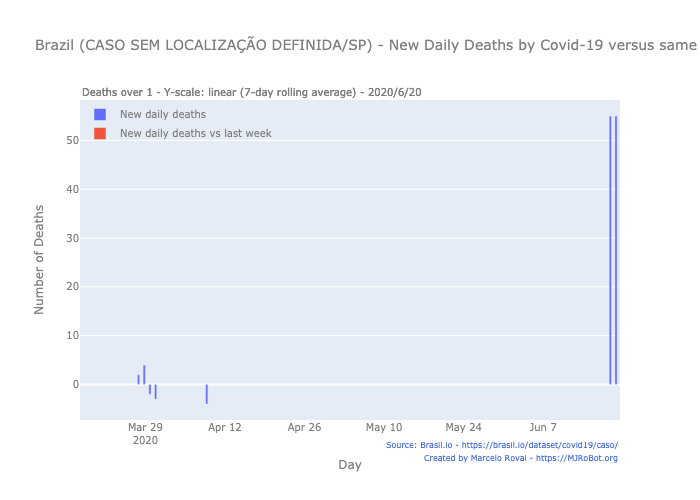 Brazil (CASO SEM LOCALIZAÇÃO DEFINIDA/SP) - New Daily Deaths by Covid-19 versus same
Deaths over 1 - Y-scale: linear (7-day rolling average) - 2020/6/20
New daily deaths
New daily deaths vs last week
50
40
30
20
10
0
Number of Deaths
Mar 29 Apr 12 Apr 26 May 10 May 24 Jun 7
2020
Day
Source: Brasil.io - https://brasil.io/dataset/covid19/caso/
Created by Marcelo Rovai - https://MJRoBot.org